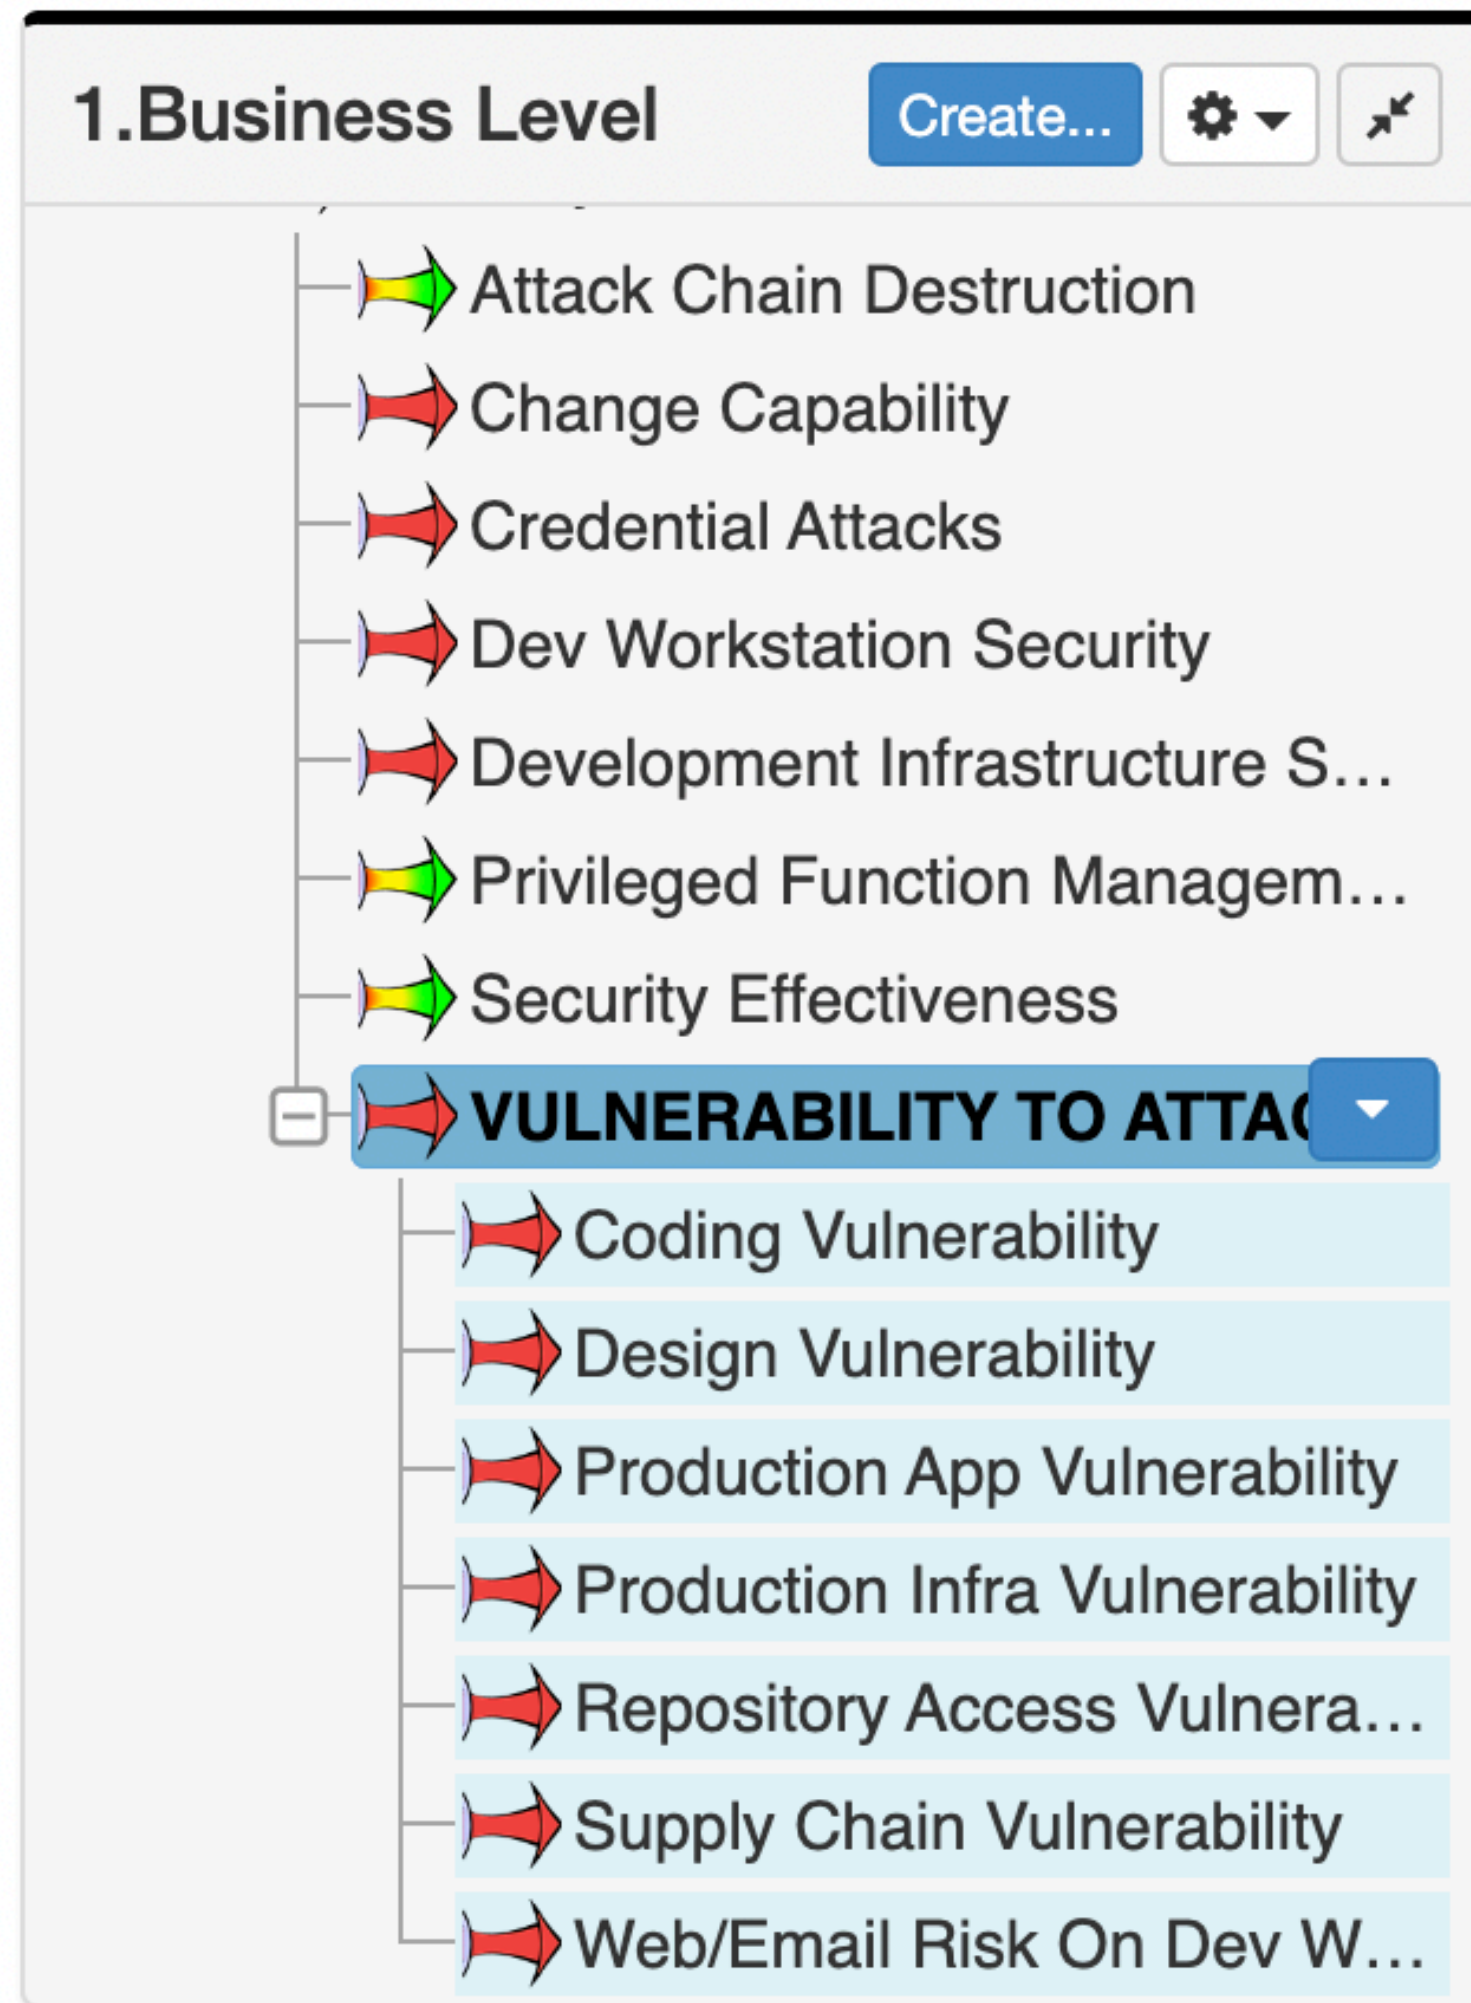 1.Business Level
Create...
Attack Chain Destruction
Change Capability
Credential Attacks
Dev Workstation Security
Development Infrastructure S...
Privileged Function Managem...
Security Effectiveness
VULNERABILITY TO
Coding Vulnerability
Design Vulnerability
Production App Vulnerability
Production Infra Vulnerability
Repository Access Vulnera...
Supply Chain Vulnerability
Web/Email Risk On Dev W...